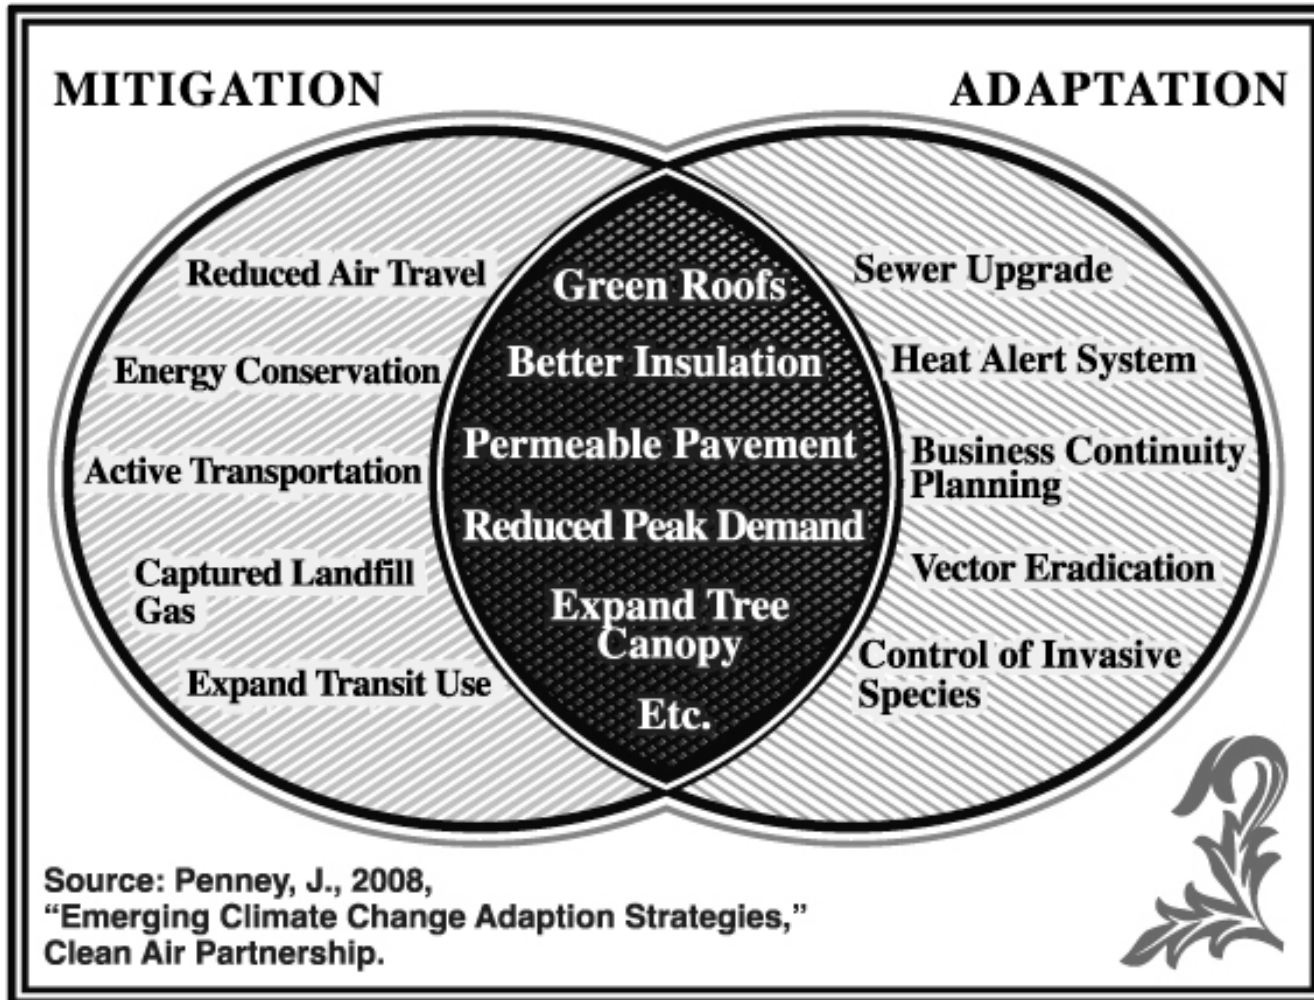 MITIGATION
ADAPTATION
Reduced Air Travel
Energy Conservation
Active Transportation
Captured Landfill
Gas
Expand Transit Use
Green Roofs
Better Insulation
Permeable Pavement
Reduced Peak Demand
Expand Tree
Canopy
Etc.
Sewer Upgrade
Heat Alert System
Business Continuity
Planning
Vector Eradication
Control of Invasive
Species
Source: Penney, J., 2008,
“Emerging Climate Change Adaption Strategies,”
Clean Air Partnership.